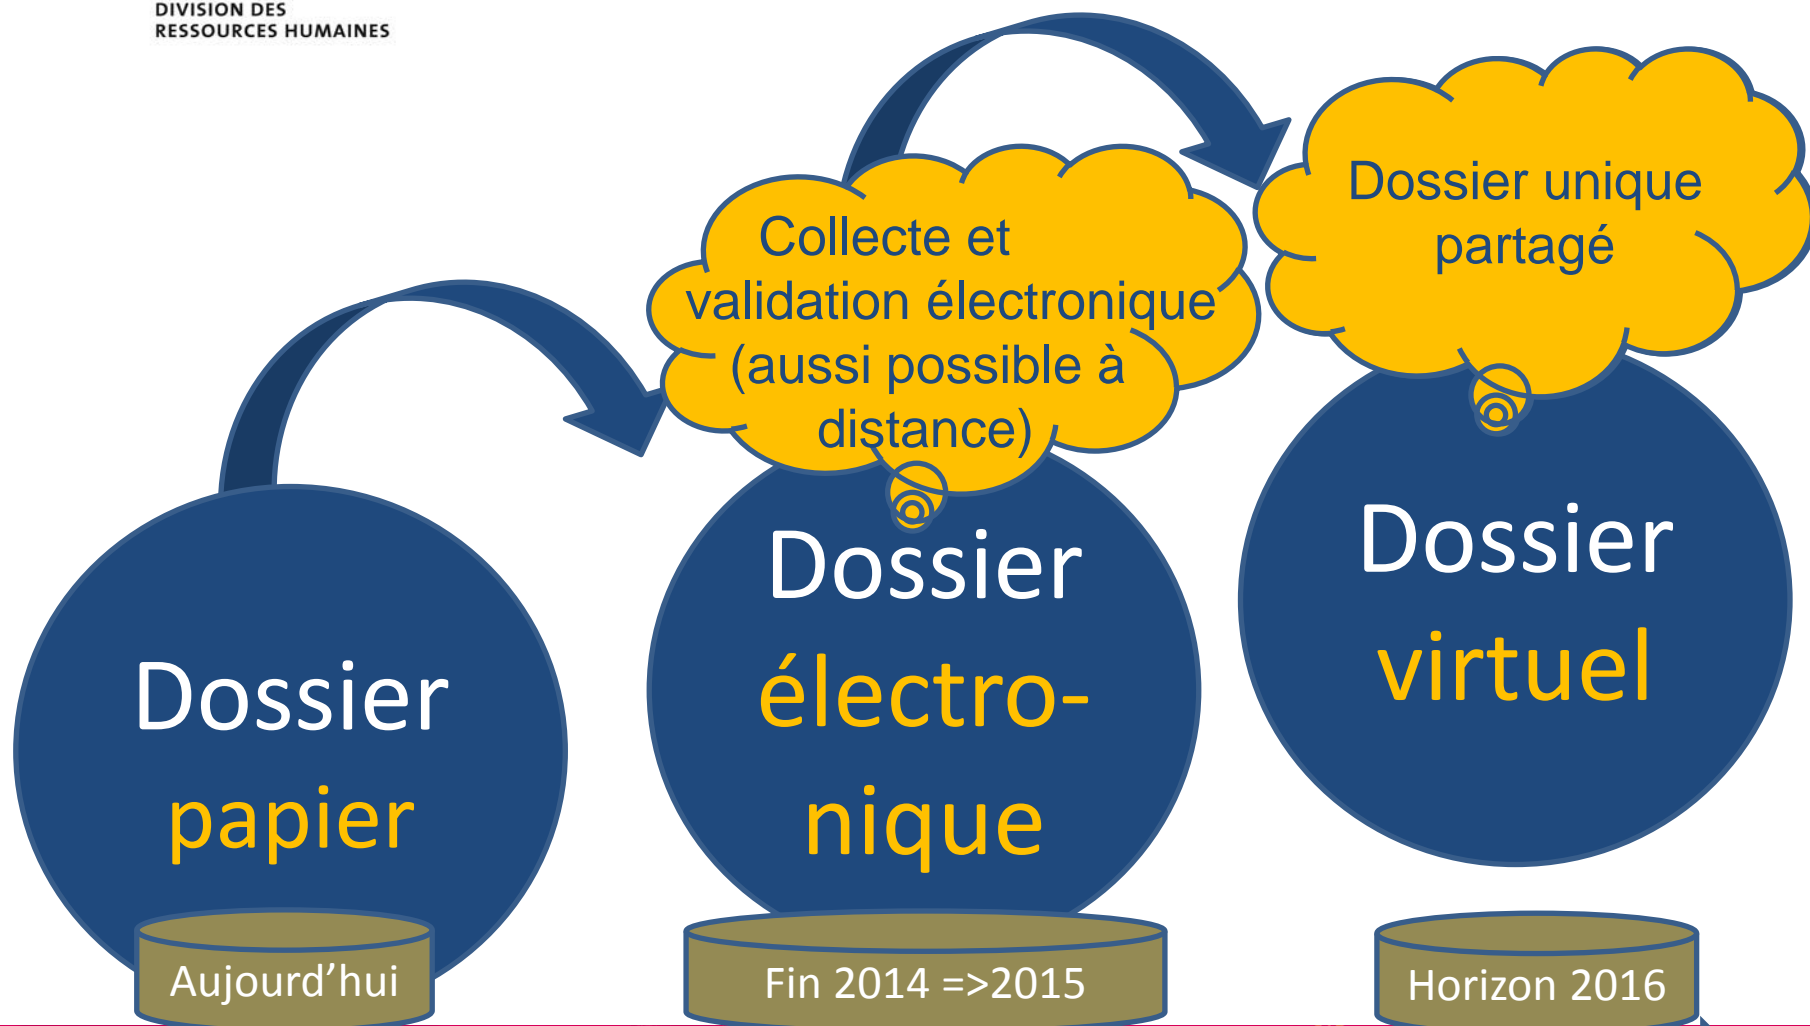 DIVISION DES
RESSOURCES HUMAINES
Dossier
papier
Aujourd’hui
Collecte et
validation électronique
(aussi possible à
distance)
Dossier
électro-
nique
Fin 2014 =>2015
Dossier unique
partagé
Dossier
virtuel
Horizon 2016